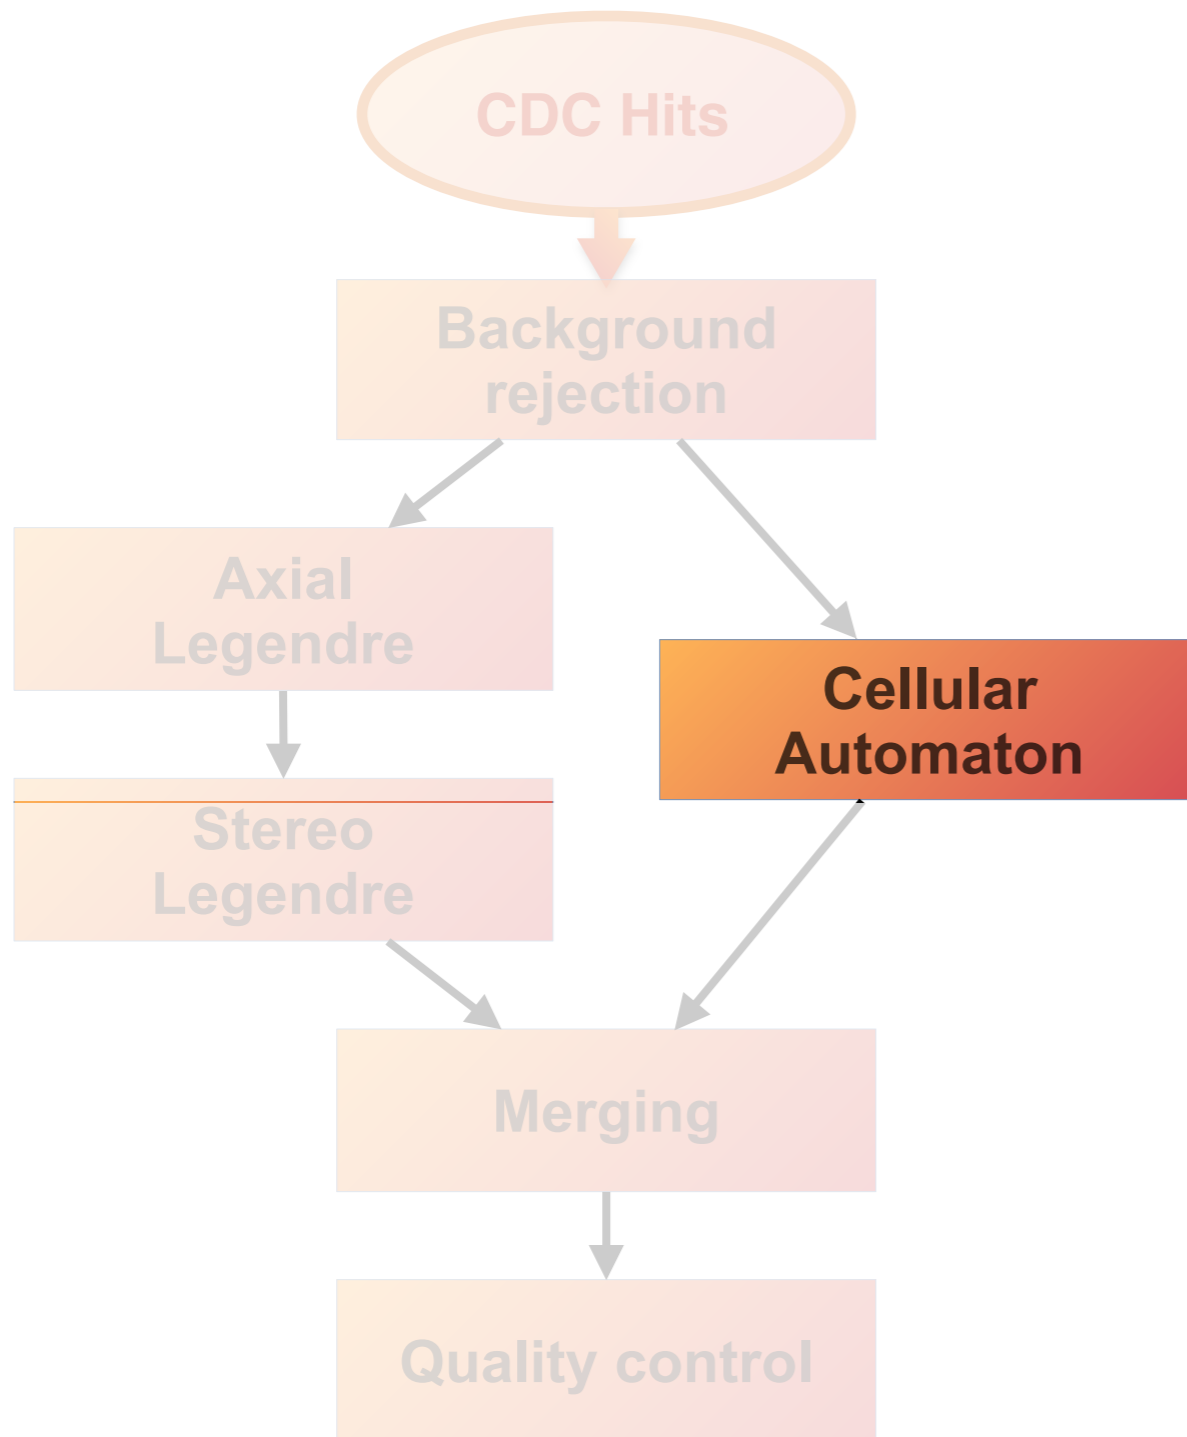 CDC Hits
Background
rejection
Axial
Legendre
Cellular
Automaton
Stereo
Legendre
Merging
Quality control